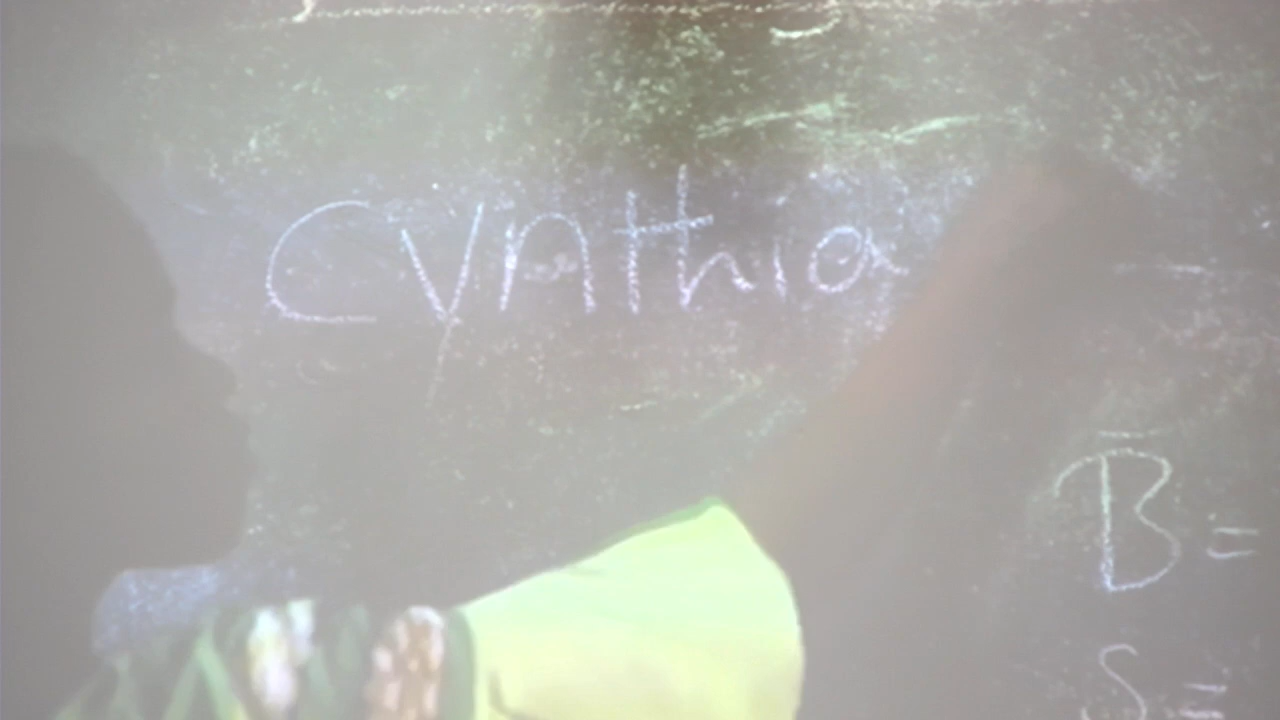 Cynthia
B =
S =